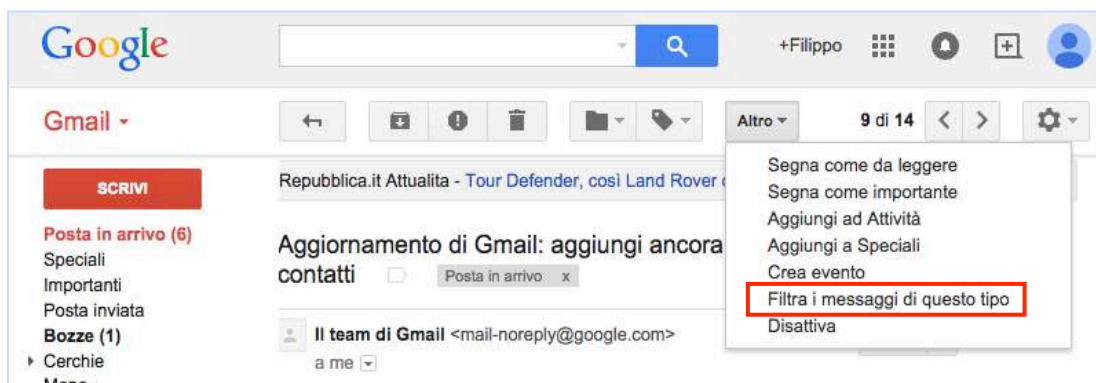 Google
+Filippo
Gmail
Altro
9 di 14
Segna come da leggere
Segna come importante
Aggiungi ad Attività
Aggiungi a Speciali
Crea evento
Filtra i messaggi di questo tipo
Disattiva
SCRIVI
Posta in arrivo (6)
Speciali
Importanti
Posta inviata
Bozze (1)
Cerchie
Repubblica.it Attualita - Tour Defender, così Land Rover
Aggiornamento di Gmail: aggiungi ancora
contatti Posta in arrivo x
Il team di Gmail <mail-noreply@google.com>
a me